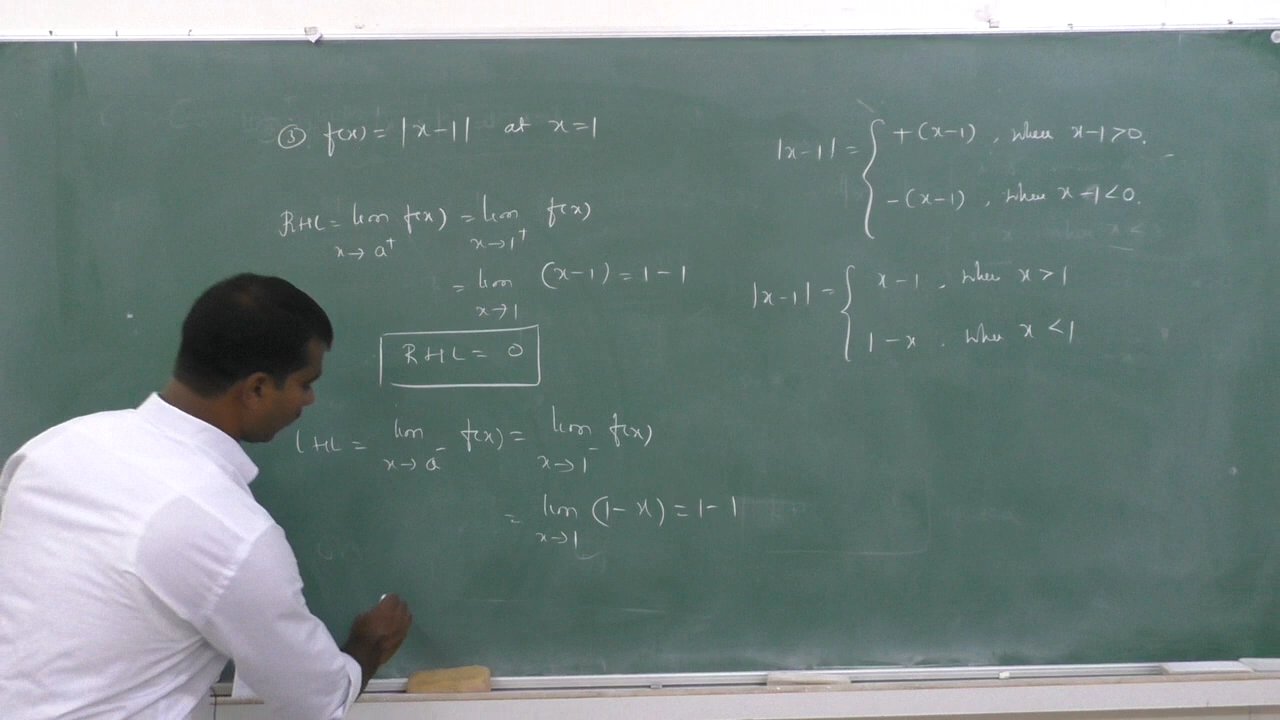 ③ f(x) = |x-1| at x=1
RHL = lim f(x) = lim f(x)
x→a⁺ x→1⁺
= lim (x-1) = 1-1
x→1
RHL = 0
LHL = lim f(x) = lim f(x)
x→a⁻ x→1⁻
= lim (1-x) = 1-1
x→1
|x-1| = { +(x-1) , when x-1>0.
-(x-1) , when x-1<0.
|x-1| = { x-1 , when x>1
1-x , when x<1